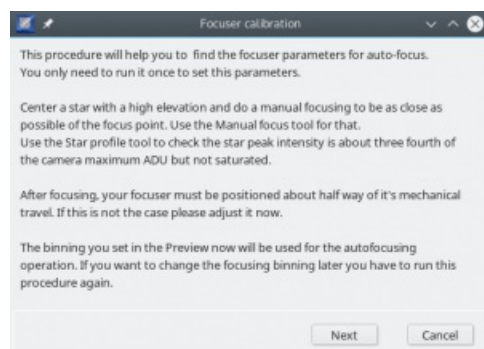 Focuser calibration
This procedure will help you to find the focuser parameters for auto-focus.
You only need to run it once to set this parameters.
Center a star with a high elevation and do a manual focusing to be as close as
possible of the focus point. Use the Manual focus tool for that.
Use the Star profile tool to check the star peak intensity is about three fourth of
the camera maximum ADU but not saturated.
After focusing, your focuser must be positioned about half way of it's mechanical
travel. If this is not the case please adjust it now.
The binning you set in the Preview now will be used for the autofocusing
operation. If you want to change the focusing binning later you have to run this
procedure again.
Next Cancel